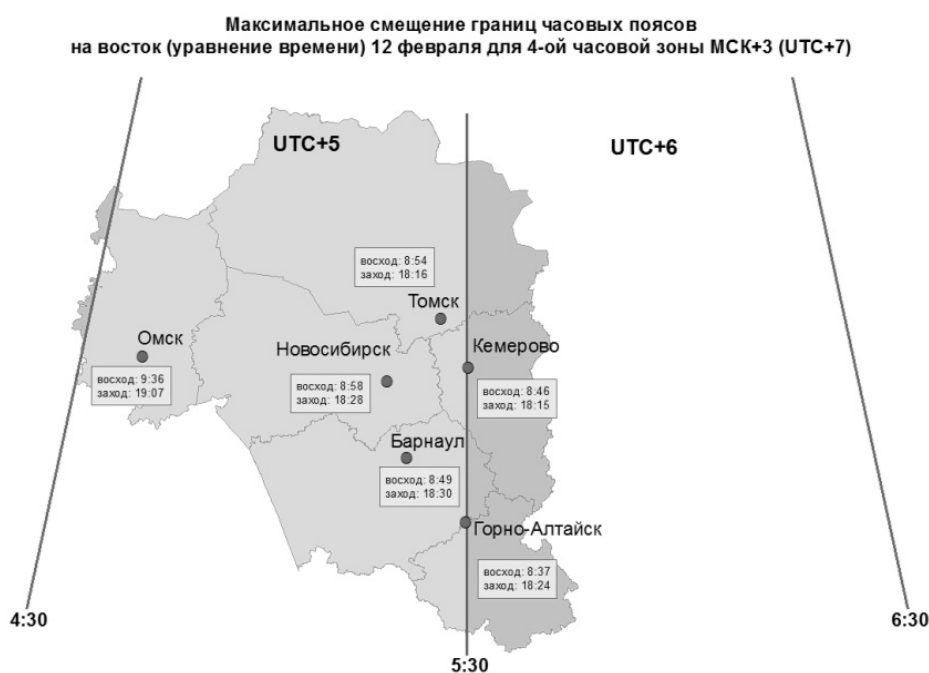 Максимальное смещение границ часовых поясов
на восток (уравнение времени) 12 февраля для 4-ой часовой зоны МСК+3 (UTC+7)
UTC+5
UTC+6
восход: 8:54
заход: 18:16
Томск
Омск
восход: 9:36
заход: 19:07
Новосибирск
восход: 8:58
заход: 18:28
Кемерово
восход: 8:46
заход: 18:15
Барнаул
восход: 8:49
заход: 18:30
Горно-Алтайск
восход: 8:37
заход: 18:24
4:30
6:30
5:30